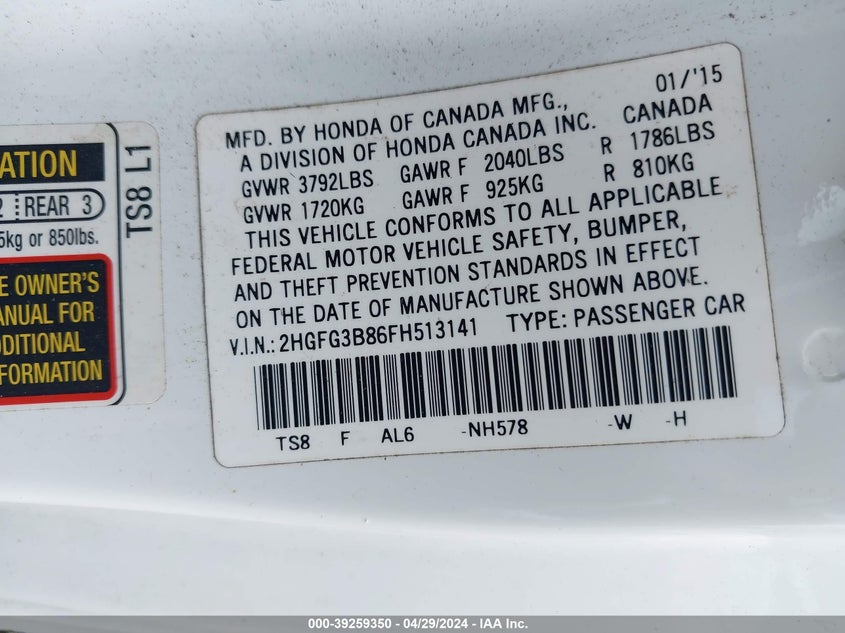 ATION
2 REAR 3
5kg or 850lbs.
E OWNER'S
ANUAL FOR
DDITIONAL
FORMATION
TS8 L1
01/'15
MFD. BY HONDA OF CANADA MFG.,
A DIVISION OF HONDA CANADA INC. CANADA
GVWR 3792LBS GAWR F 2040LBS R 1786LBS
GVWR 1720KG GAWR F 925KG R 810KG
THIS VEHICLE CONFORMS TO ALL APPLICABLE
FEDERAL MOTOR VEHICLE SAFETY, BUMPER,
AND THEFT PREVENTION STANDARDS IN EFFECT
ON THE DATE OF MANUFACTURE SHOWN ABOVE.
V.I.N.: 2HGFG3B86FH513141 TYPE: PASSENGER CAR
TS8 F AL6 -NH578 -W -H
000-39259350 - 04/29/2024 - IAA Inc.